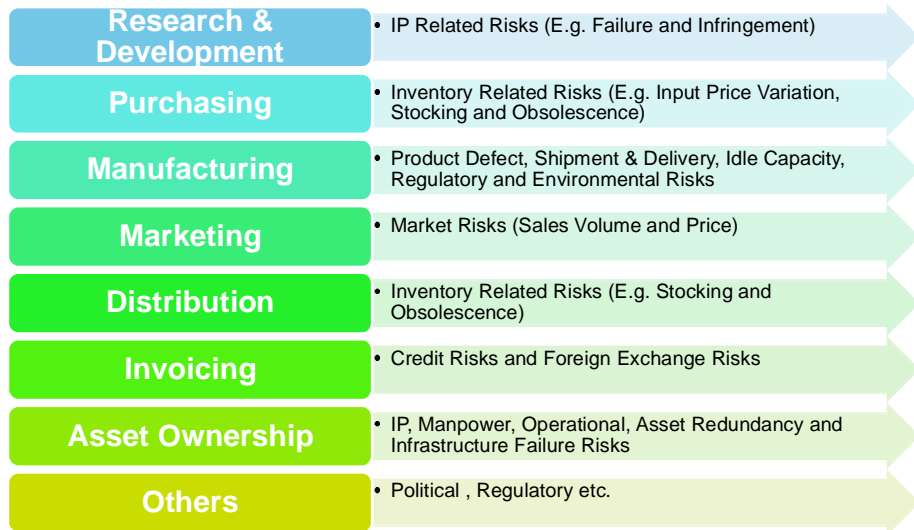 Research &
Development
• IP Related Risks (E.g. Failure and Infringement)
Purchasing
• Inventory Related Risks (E.g. Input Price Variation,
Stocking and Obsolescence)
Manufacturing
• Product Defect, Shipment & Delivery, Idle Capacity,
Regulatory and Environmental Risks
Marketing
• Market Risks (Sales Volume and Price)
Distribution
• Inventory Related Risks (E.g. Stocking and
Obsolescence)
Invoicing
• Credit Risks and Foreign Exchange Risks
Asset Ownership
• IP, Manpower, Operational, Asset Redundancy and
Infrastructure Failure Risks
Others
• Political , Regulatory etc.